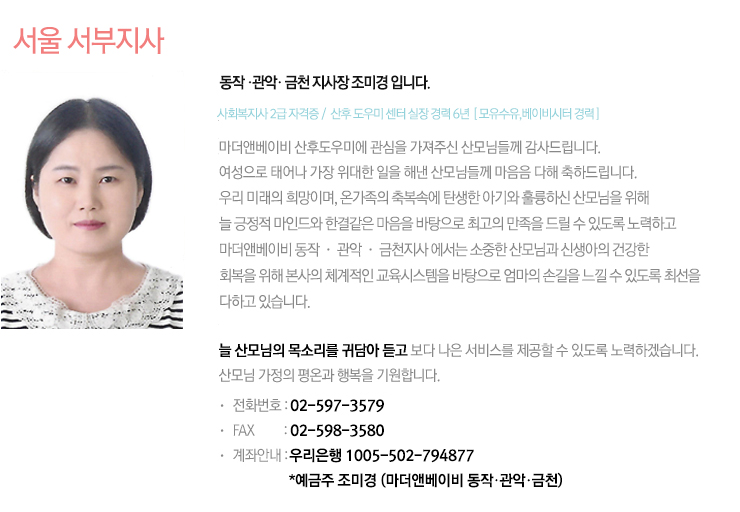 서울 서부지사
동작 ·관악· 금천 지사장 조미경 입니다.
사회복지사 2급 자격증 / 산후 도우미 센터 실장 경력 6년 [ 모유수유,베이비시터 경력 ]
마더앤베이비 산후도우미에 관심을 가져주신 산모님들께 감사드립니다.
여성으로 태어나 가장 위대한 일을 해낸 산모님들께 마음음 다해 축하드립니다.
우리 미래의 희망이며, 온가족의 축복속에 탄생한 아기와 훌륭하신 산모님을 위해
늘 긍정적 마인드와 한결같은 마음을 바탕으로 최고의 만족을 드릴 수 있도록 노력하고
마더앤베이비 동작 · 관악 · 금천지사 에서는 소중한 산모님과 신생아의 건강한
회복을 위해 본사의 체계적인 교육시스템을 바탕으로 엄마의 손길을 느낄 수 있도록 최선을
다하고 있습니다.
늘 산모님의 목소리를 귀담아 듣고 보다 나은 서비스를 제공할 수 있도록 노력하겠습니다.
산모님 가정의 평온과 행복을 기원합니다.
· 전화번호 : 02-597-3579
· FAX : 02-598-3580
· 계좌안내 : 우리은행 1005-502-794877
*예금주 조미경 (마더앤베이비 동작·관악·금천)